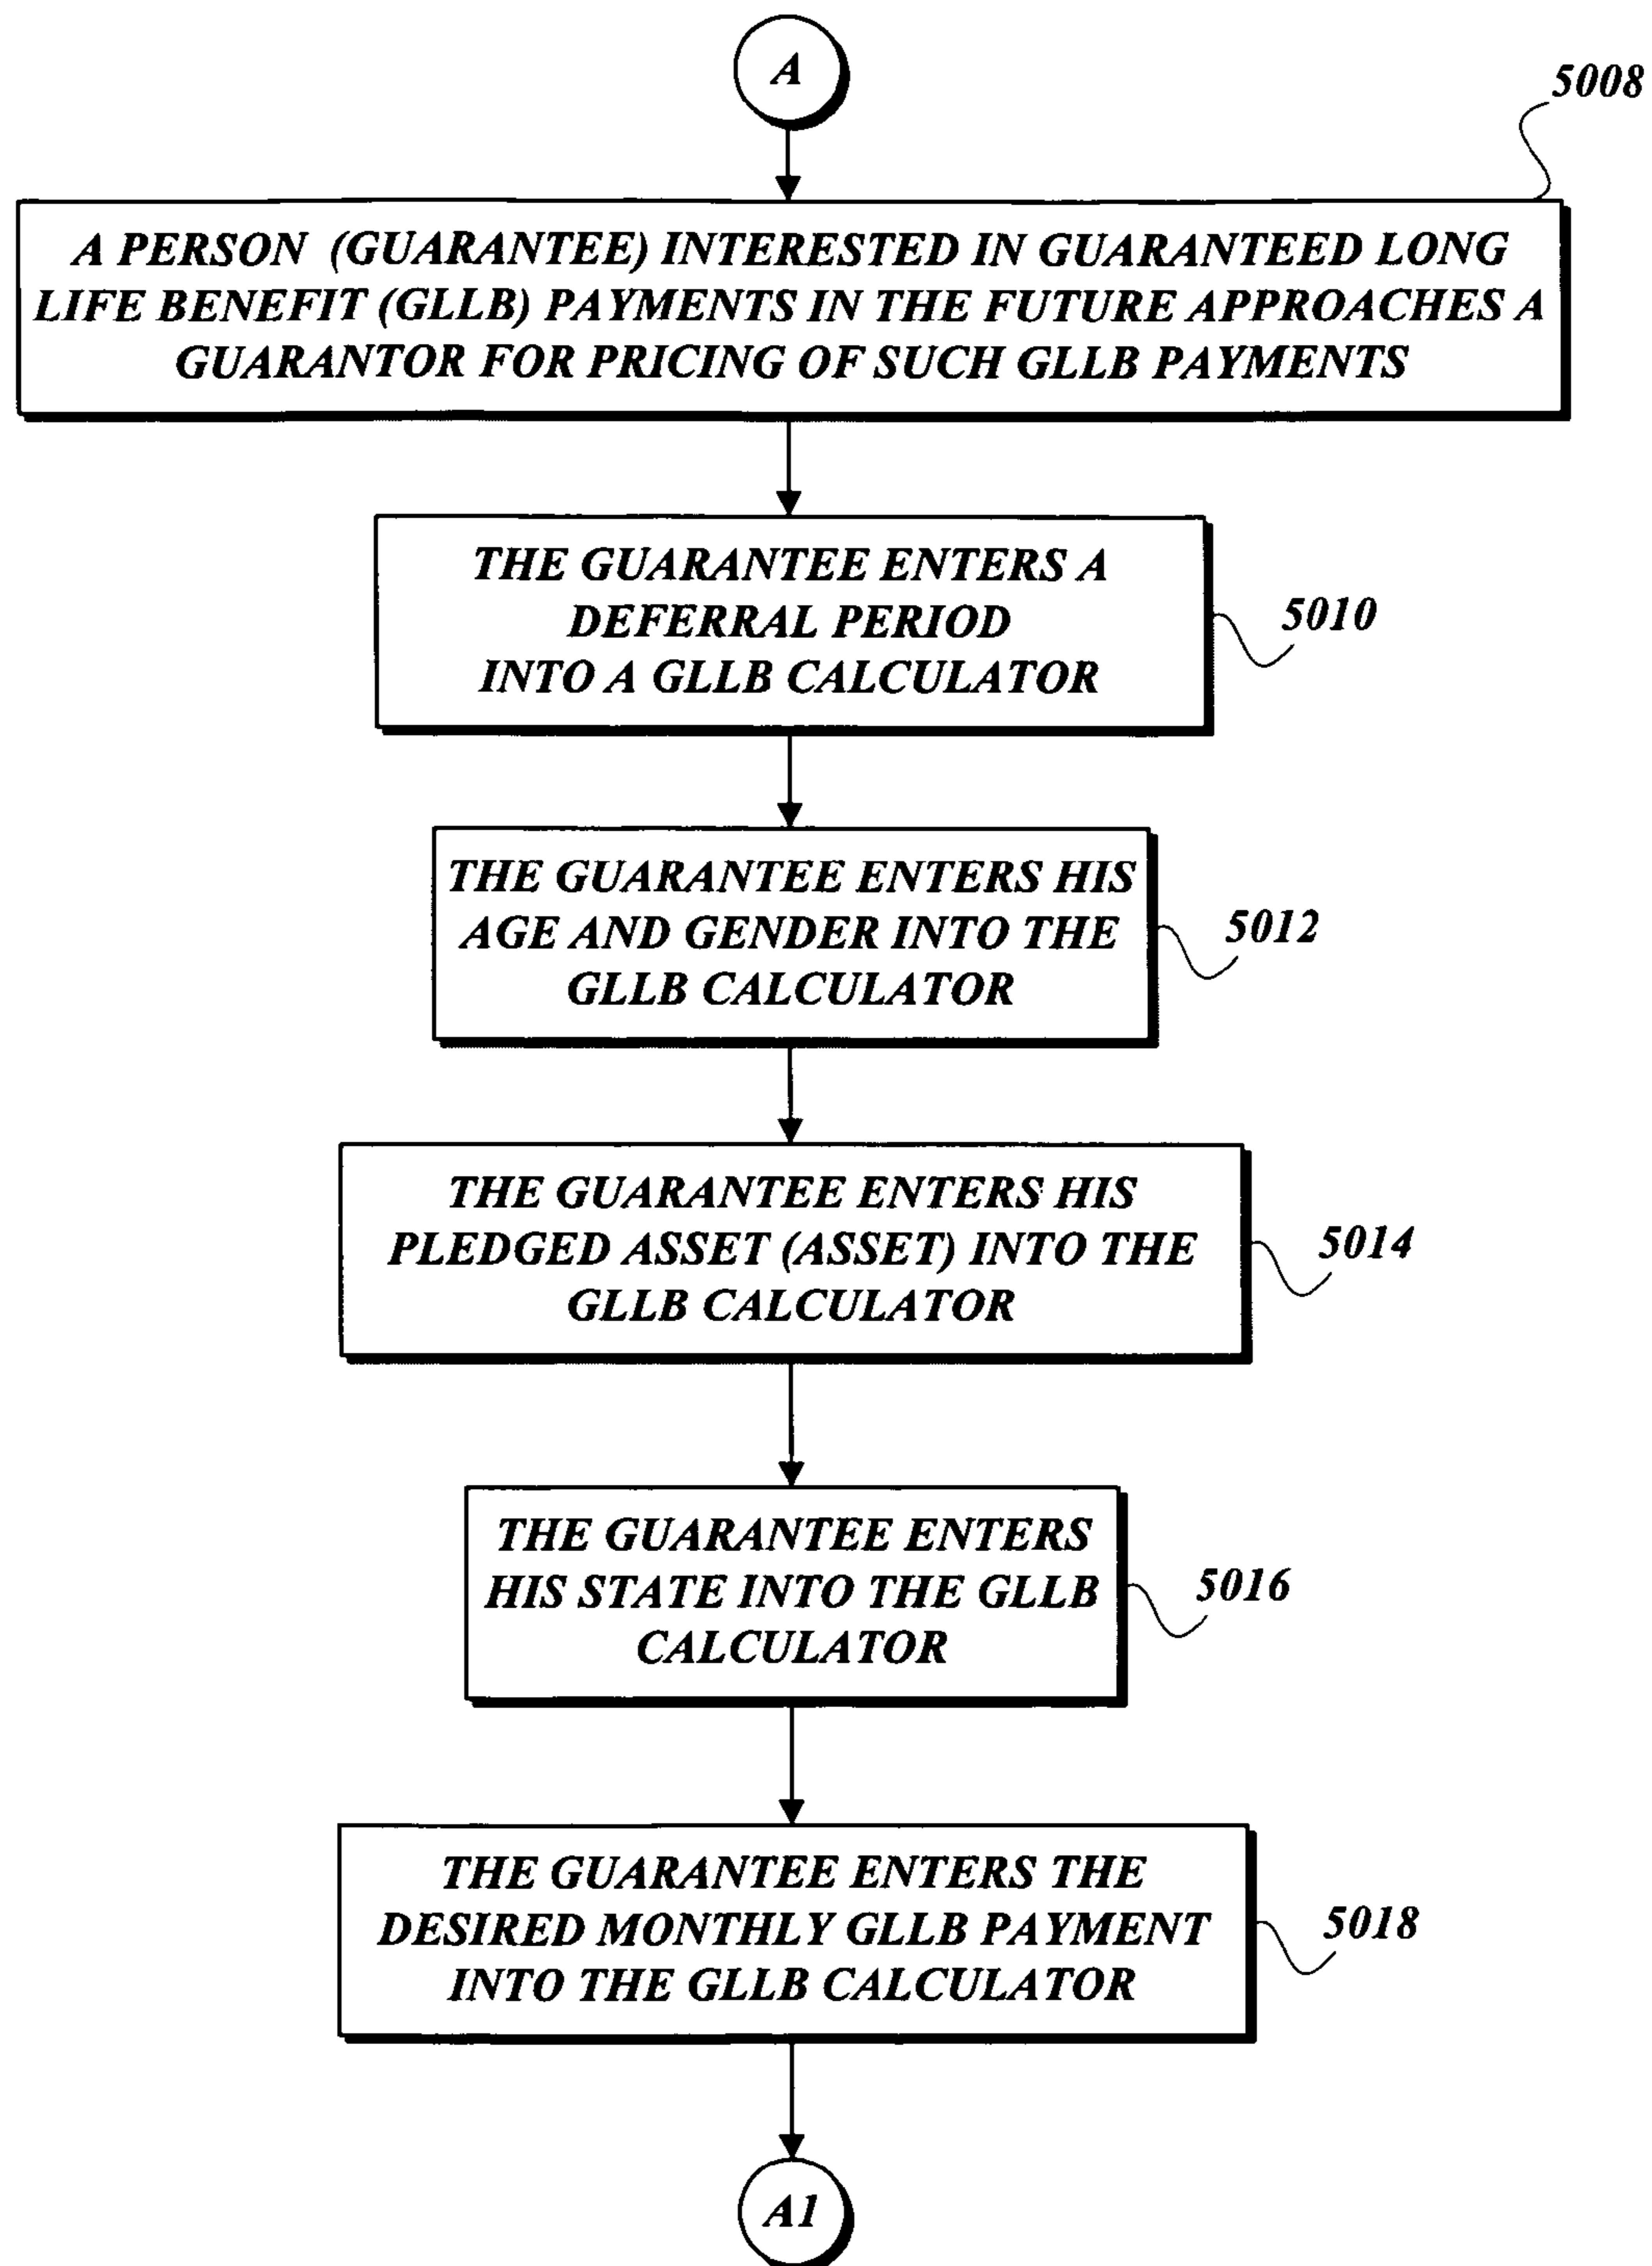 A
5008
A PERSON (GUARANTEE) INTERESTED IN GUARANTEED LONG
LIFE BENEFIT (GLLB) PAYMENTS IN THE FUTURE APPROACHES A
GUARANTOR FOR PRICING OF SUCH GLLB PAYMENTS
THE GUARANTEE ENTERS A
DEFERRAL PERIOD
INTO A GLLB CALCULATOR
5010
THE GUARANTEE ENTERS HIS
AGE AND GENDER INTO THE
GLLB CALCULATOR
5012
THE GUARANTEE ENTERS HIS
PLEDGED ASSET (ASSET) INTO THE
GLLB CALCULATOR
5014
THE GUARANTEE ENTERS
HIS STATE INTO THE GLLB
CALCULATOR
5016
THE GUARANTEE ENTERS THE
DESIRED MONTHLY GLLB PAYMENT
INTO THE GLLB CALCULATOR
5018
A1